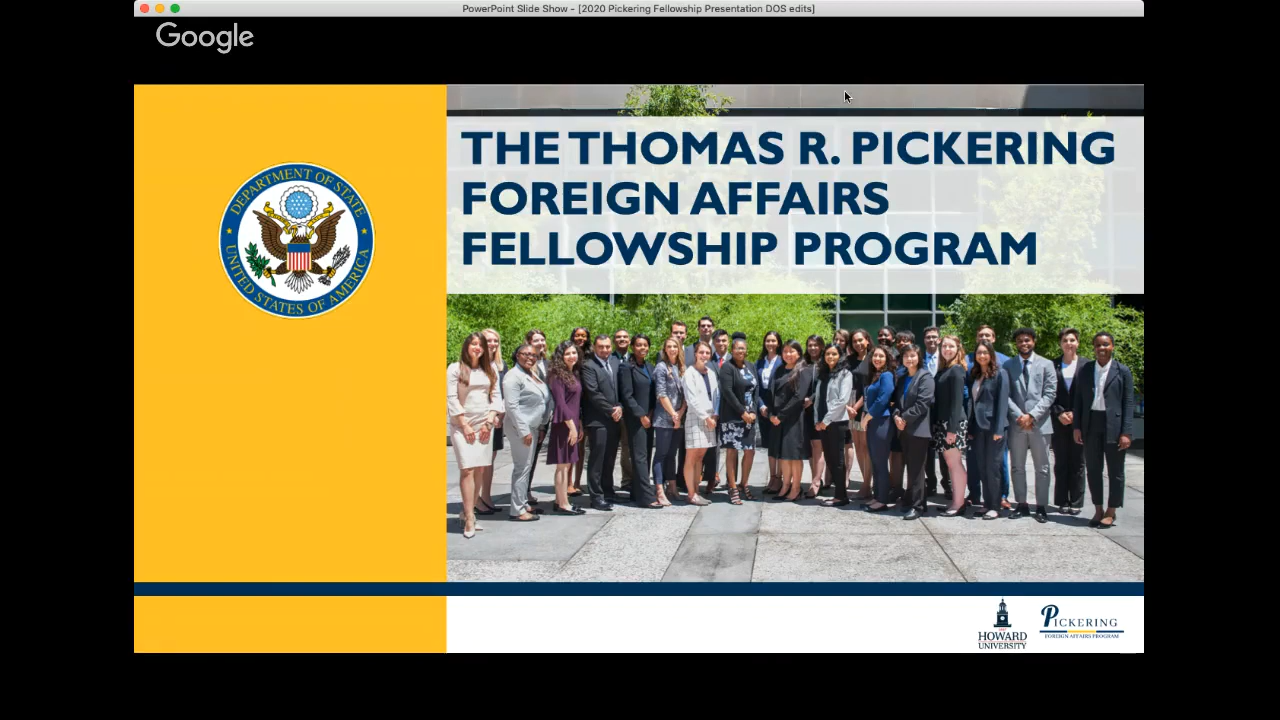 PowerPoint Slide Show - [2020 Pickering Fellowship Presentation DOS edits]
Google
THE THOMAS R. PICKERING
FOREIGN AFFAIRS
FELLOWSHIP PROGRAM
DEPARTMENT OF STATE
UNITED STATES OF AMERICA
HOWARD
UNIVERSITY
PICKERING
FOREIGN AFFAIRS PROGRAM